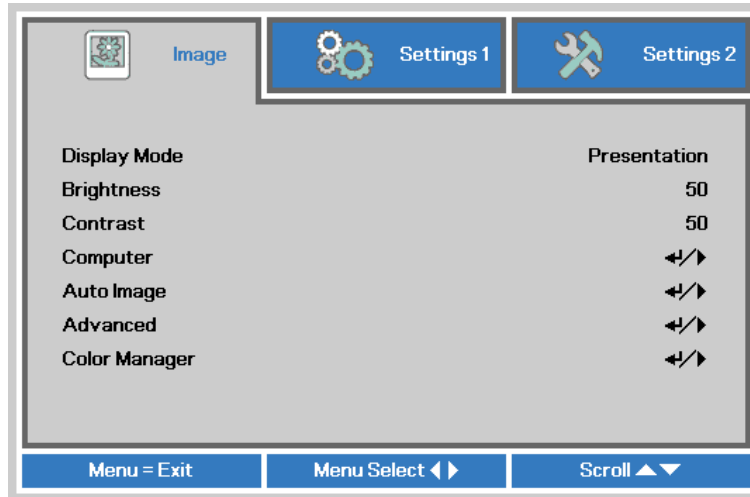 Image Settings 1 Settings 2
Display Mode Presentation
Brightness 50
Contrast 50
Computer ↵/▶
Auto Image ↵/▶
Advanced ↵/▶
Color Manager ↵/▶
Menu = Exit Menu Select ◀ ▶ Scroll ▲▼